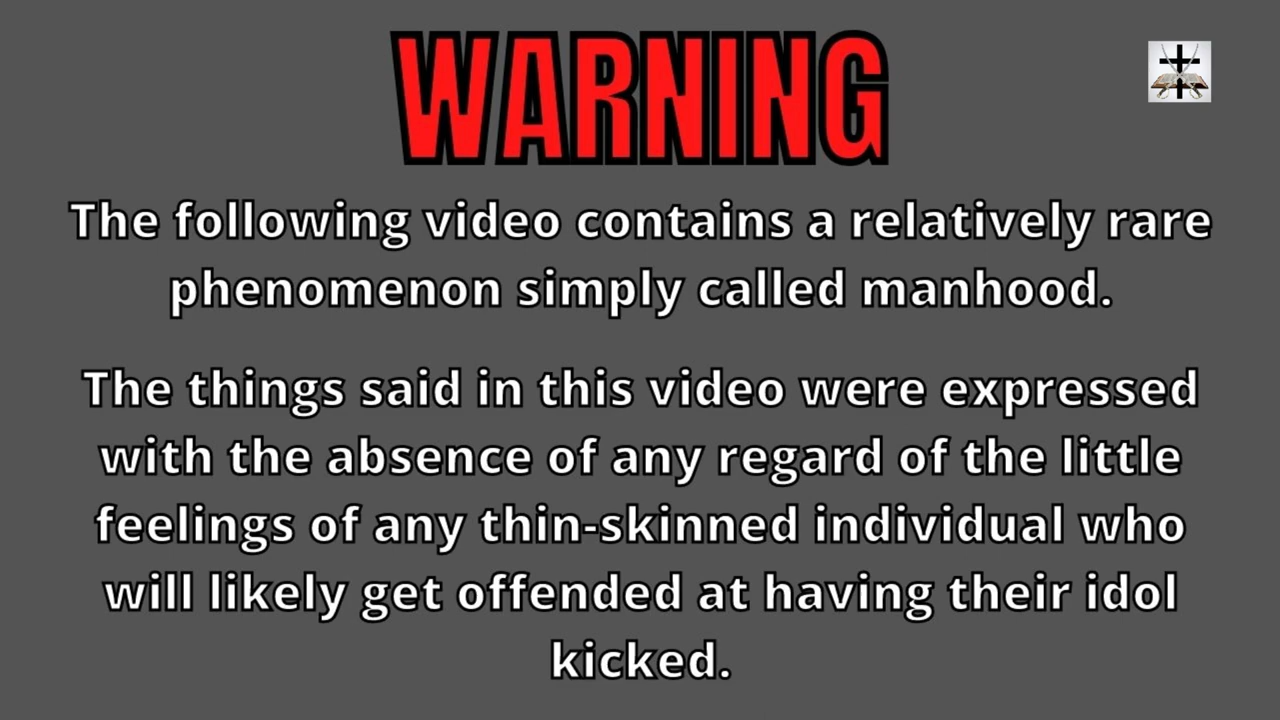 WARNING
The following video contains a relatively rare
phenomenon simply called manhood.
The things said in this video were expressed
with the absence of any regard of the little
feelings of any thin-skinned individual who
will likely get offended at having their idol
kicked.